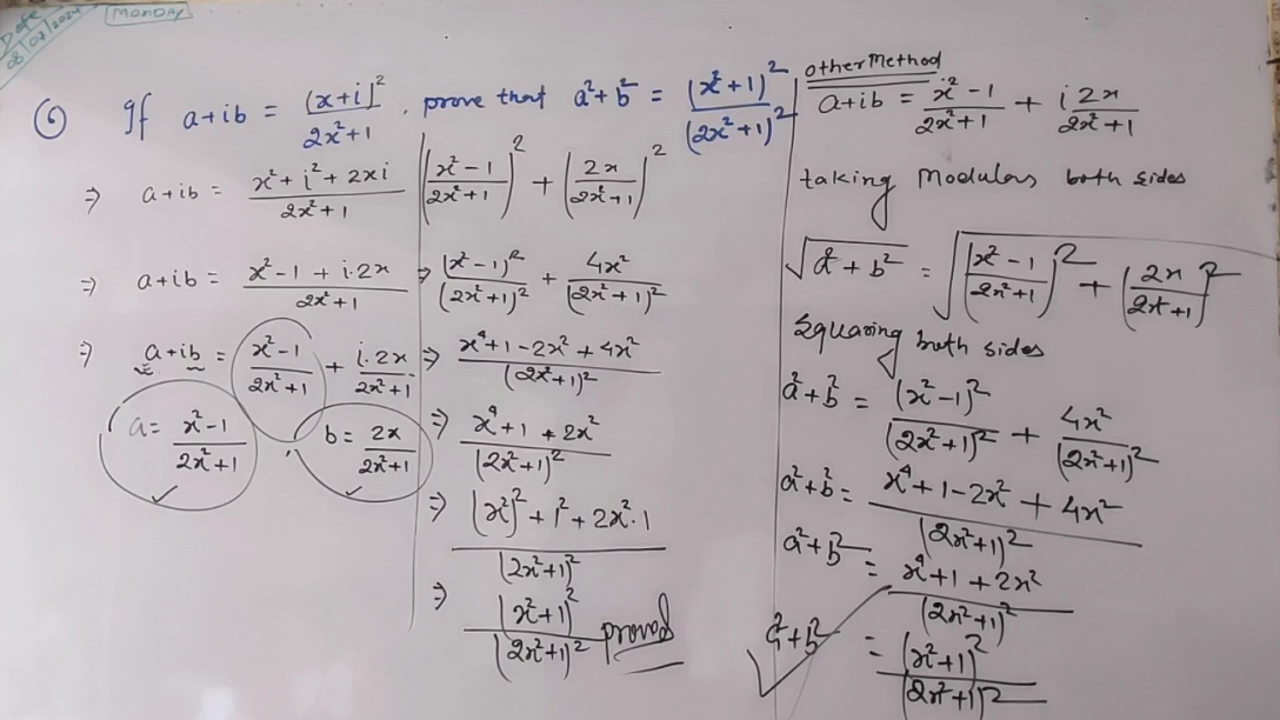 Date
08/07/2024
MONDAY
6 If a+ib = (x+i)² / 2x²+1 , prove that a²+b² = (x²+1)² / (2x²+1)²
⇒ a+ib = x²+i²+2xi / 2x²+1
⇒ a+ib = x²-1+i.2x / 2x²+1
⇒ a+ib = x²-1 / 2x²+1 + i.2x / 2x²+1
a = x²-1 / 2x²+1 , b = 2x / 2x²+1
(x²-1 / 2x²+1)² + (2x / 2x²+1)²
⇒ (x²-1)² / (2x²+1)² + 4x² / (2x²+1)²
⇒ x⁴+1-2x²+4x² / (2x²+1)²
⇒ x⁴+1+2x² / (2x²+1)²
⇒ (x²)²+1²+2x².1 / (2x²+1)²
⇒ (x²+1)² / (2x²+1)² proved
other Method
a+ib = x²-1 / 2x²+1 + i 2x / 2x²+1
taking Modulas both sides
√a²+b² = √(x²-1 / 2x²+1)² + (2x / 2x²+1)²
Squaring both sides
a²+b² = (x²-1)² / (2x²+1)² + 4x² / (2x²+1)²
a²+b² = x⁴+1-2x²+4x² / (2x²+1)²
a²+b² = x⁴+1+2x² / (2x²+1)²
a²+b² = (x²+1)² / (2x²+1)²